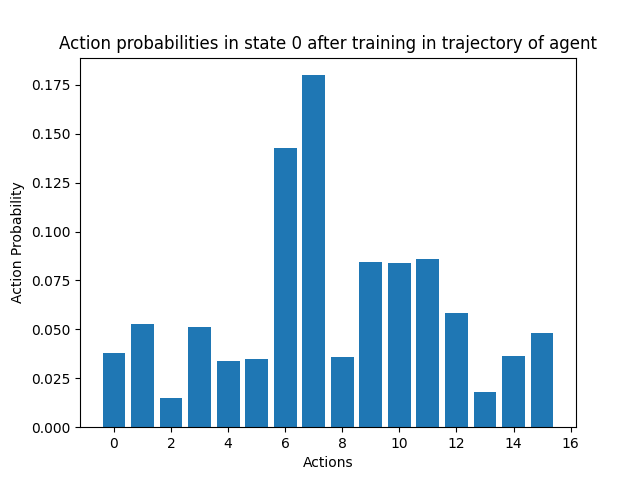 Action probabilities in state 0 after training in trajectory of agent
Action Probability
0.175
0.150
0.125
0.100
0.075
0.050
0.025
0.000
0 2 4 6 8 10 12 14 16
Actions